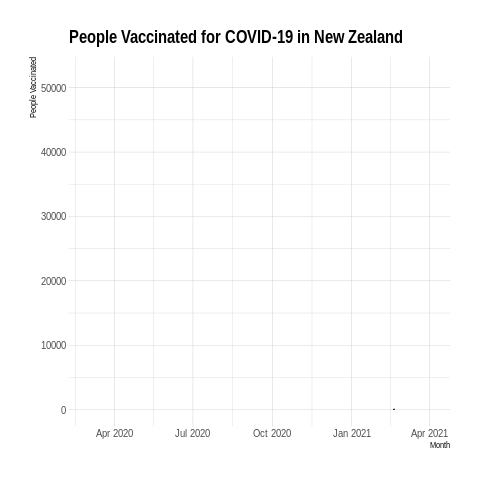 People Vaccinated for COVID-19 in New Zealand
People Vaccinated
50000
40000
30000
20000
10000
0
Apr 2020 Jul 2020 Oct 2020 Jan 2021 Apr 2021
Month